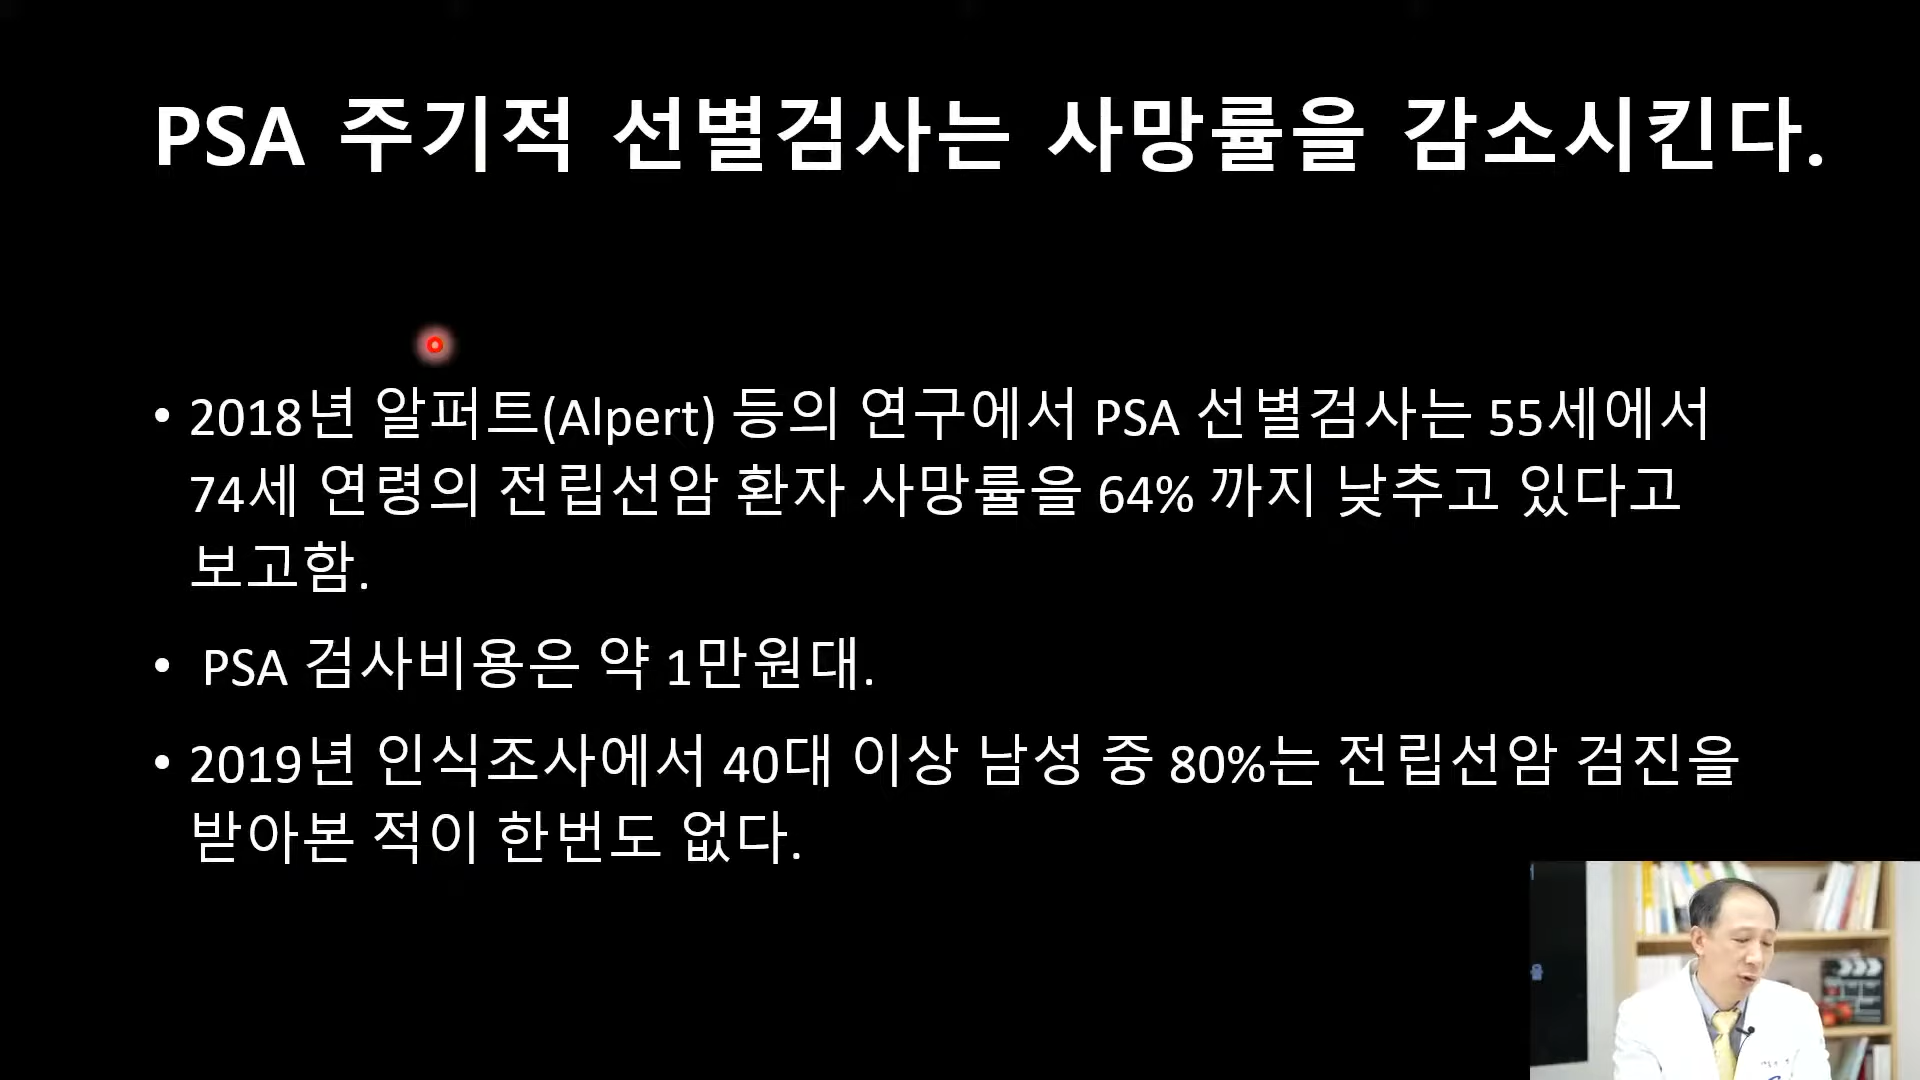 PSA 주기적 선별검사는 사망률을 감소시킨다.
• 2018년 알퍼트(Alpert) 등의 연구에서 PSA 선별검사는 55세에서
74세 연령의 전립선암 환자 사망률을 64% 까지 낮추고 있다고
보고함.
• PSA 검사비용은 약 1만원대.
• 2019년 인식조사에서 40대 이상 남성 중 80%는 전립선암 검진을
받아본 적이 한번도 없다.